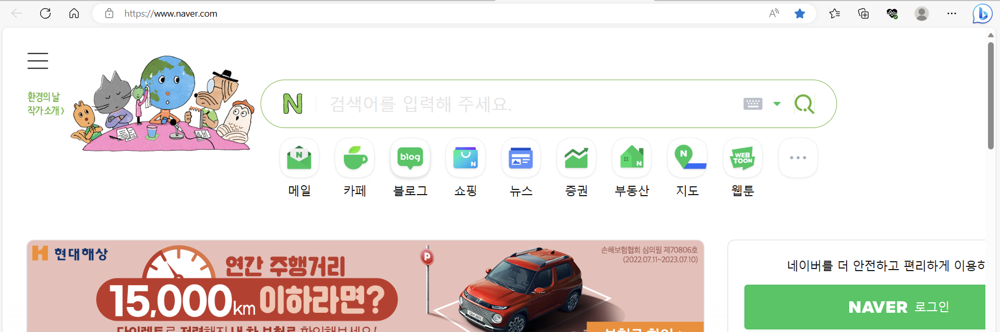 https://www.naver.com
환경의 날
작가 소개 >
N
검색어를 입력해 주세요.
N
blog
N
N
N
WEB
TOON
메일
카페
블로그
쇼핑
뉴스
증권
부동산
지도
웹툰
현대해상
연간 주행거리
15,000km 이하라면?
P
손해보험협회 심의필 제70806호
(2022.07.11~2023.07.10)
네이버를 더 안전하고 편리하게 이용하
NAVER 로그인